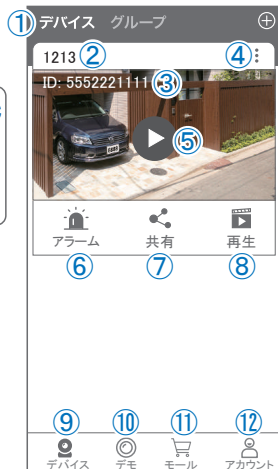 ① デバイス グループ ⊕
1213 ② ④
ID: 5552221111 ③
⑤
アラーム 共有 再生
⑥ ⑦ ⑧
⑨ ⑩ ⑪ ⑫
デバイス デモ モール アカウント